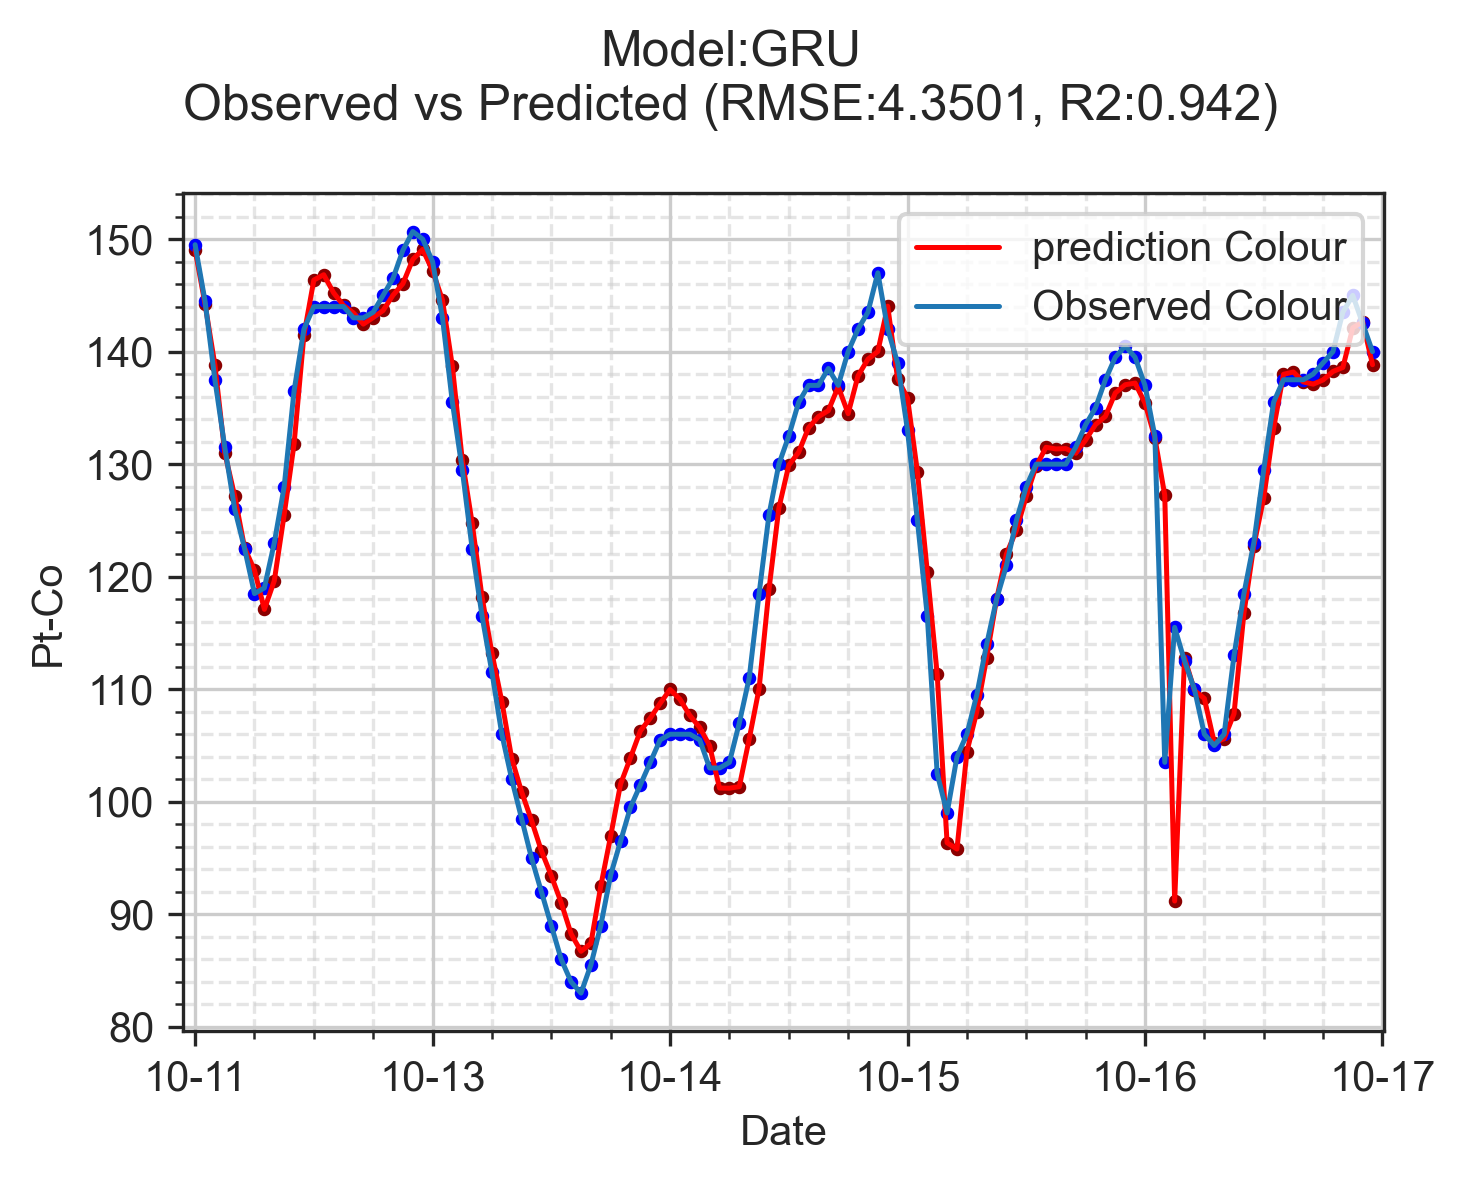 Model:GRU
Observed vs Predicted (RMSE:4.3501, R2:0.942)
prediction Colour
Observed Colour
150
140
130
120
110
100
90
80
Pt-Co
10-11 10-13 10-14 10-15 10-16 10-17
Date